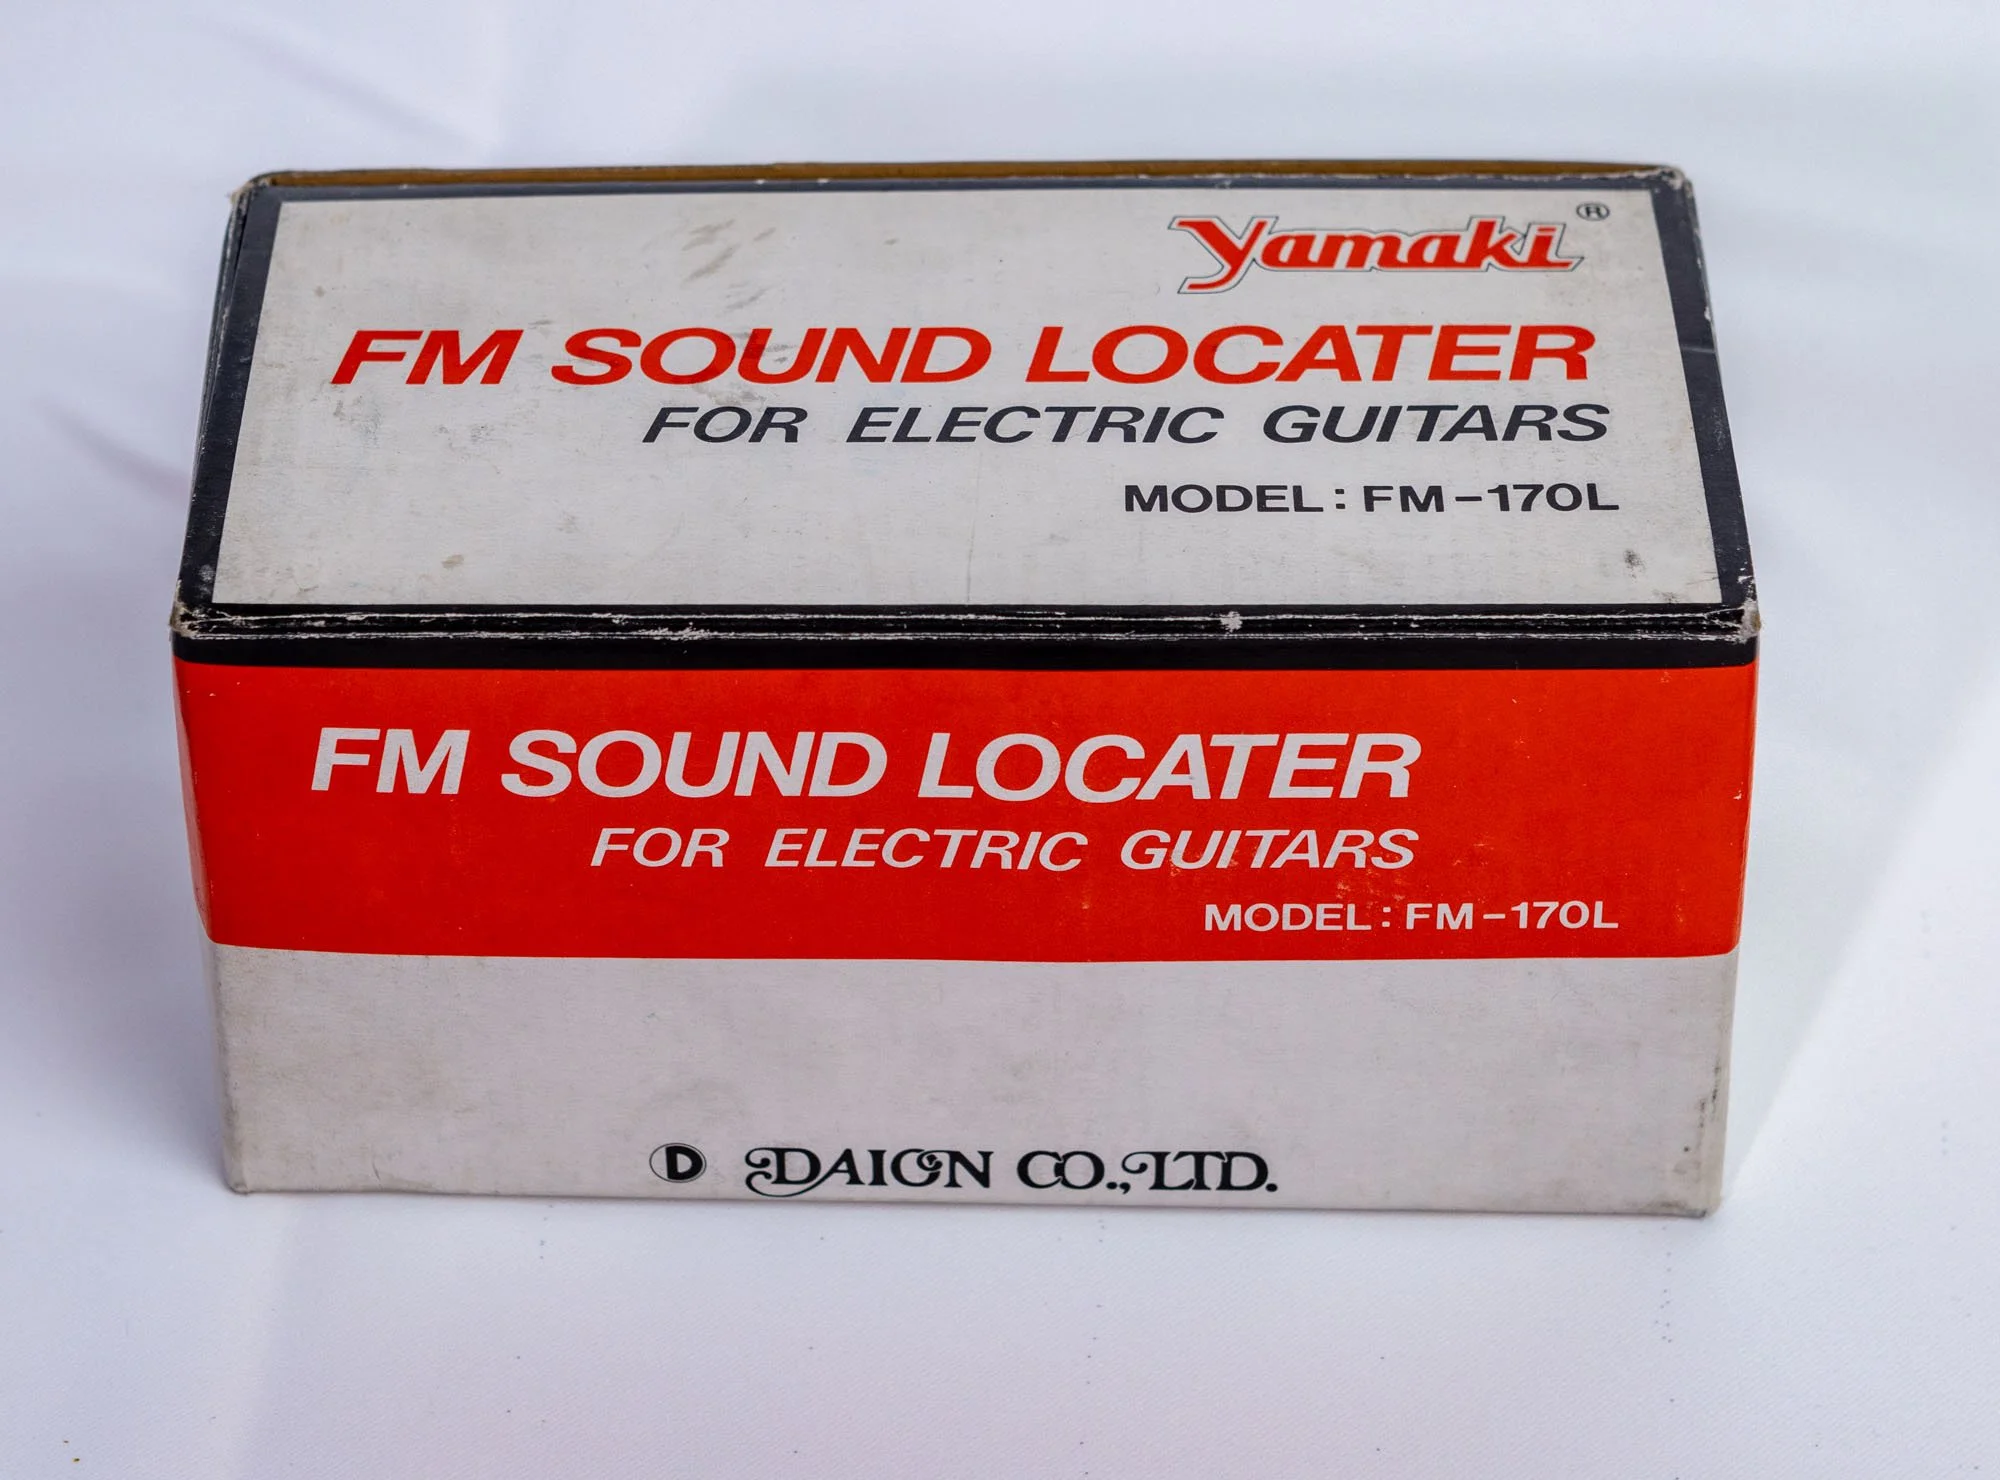 Yamaki®
FM SOUND LOCATER
FOR ELECTRIC GUITARS
MODEL: FM-170L
FM SOUND LOCATER
FOR ELECTRIC GUITARS
MODEL: FM-170L
D DAION CO., LTD.